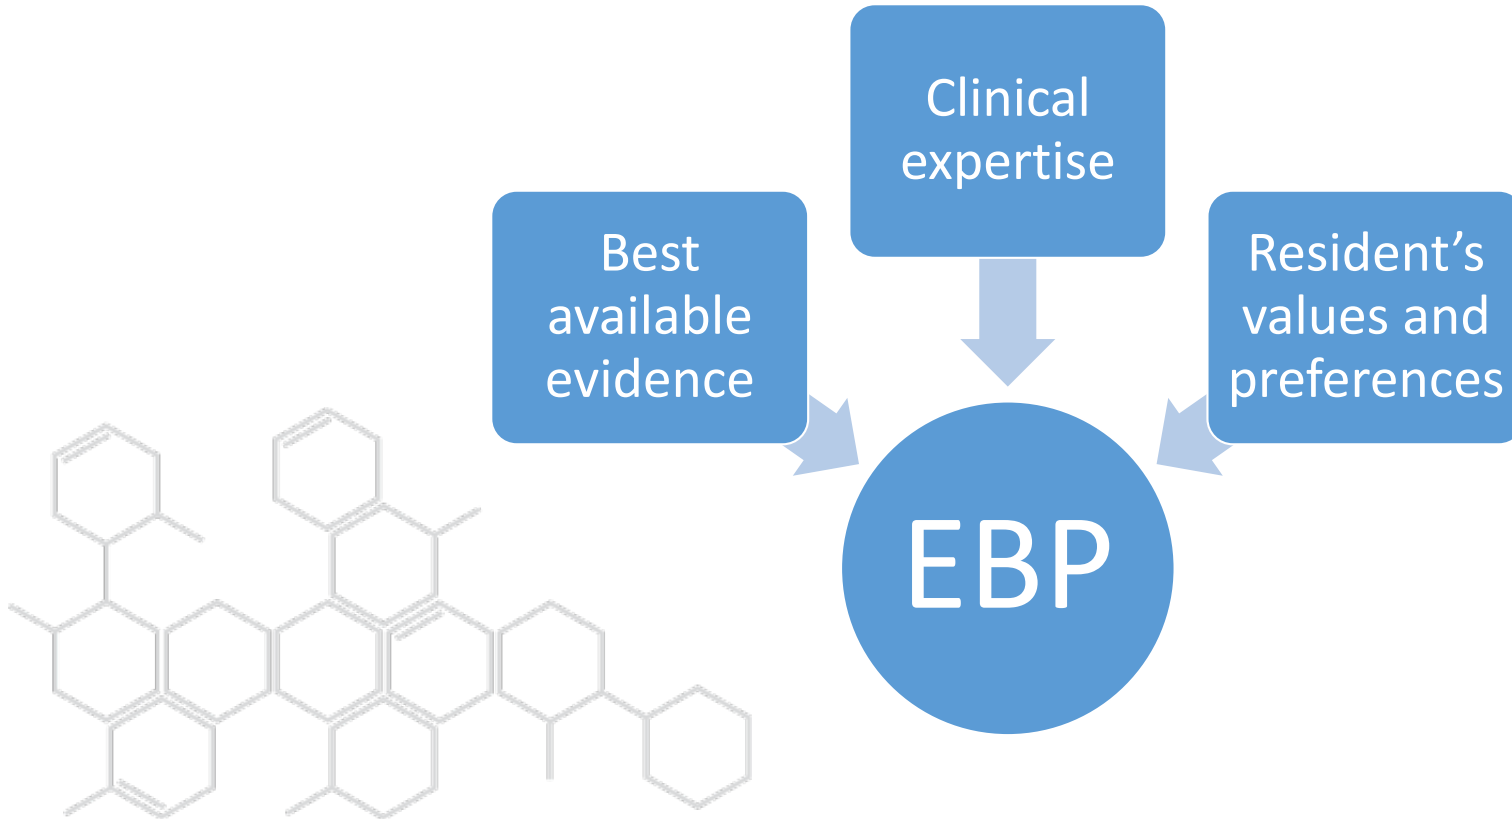 Clinical
expertise
Best
available
evidence
Resident’s
values and
preferences
EBP